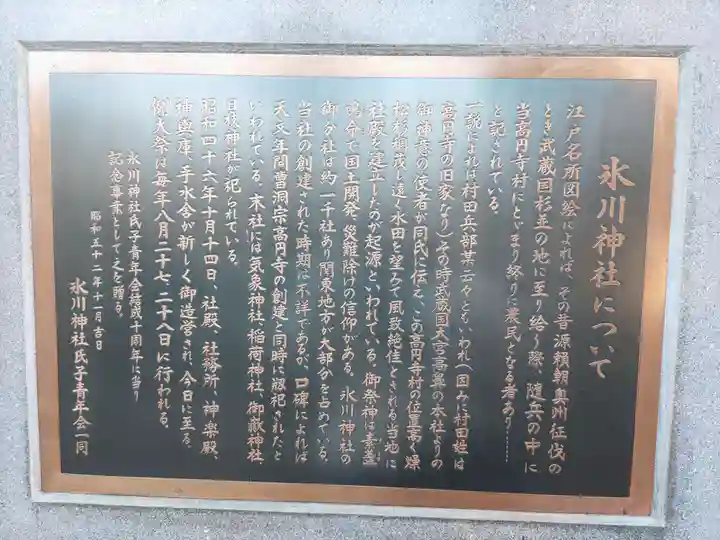 氷川神社について
江戸名所図絵によれば、その昔源頼朝奥州征伐の
とき武蔵国杉並の地に至り給う際、随兵の中に
当高円寺村にとどまり祭りに農民となる者あり……
と記されている。
一説によれば村田兵部某云々ともいわれ(因みに村田姓は
高円寺の旧家なり)その時武蔵国大宮高鼻の本社よりの
御神意の使者が同氏に伝え、この高円寺村の位置高く燥
松杉稠茂し遠く水田を望みて風致絶佳とされる当地に
社殿を建立したのが起源といわれている。御祭神は素盞
嗚命で国土開発、災難除けの信仰がある。氷川神社の
御分社は約一千社あり関東地方が大部分を占めている。
当社の創建された時期は不詳であるが、口碑によれば
天文年間曹洞宗高円寺の創建と同時に勧祀されたと
いわれている。末社には気象神社、稲荷神社、御嶽神社、
日枝神社が祀られている。
昭和四十六年十月十四日、社殿、社務所、神楽殿、
神輿庫、手水舎が新しく御造営され、今日に至る。
例大祭は毎年八月二十七、二十八日に行われる。
氷川神社氏子青年会結成十周年に当り
記念事業として之を贈る。
昭和五十二年十一月吉日
氷川神社氏子青年会一同